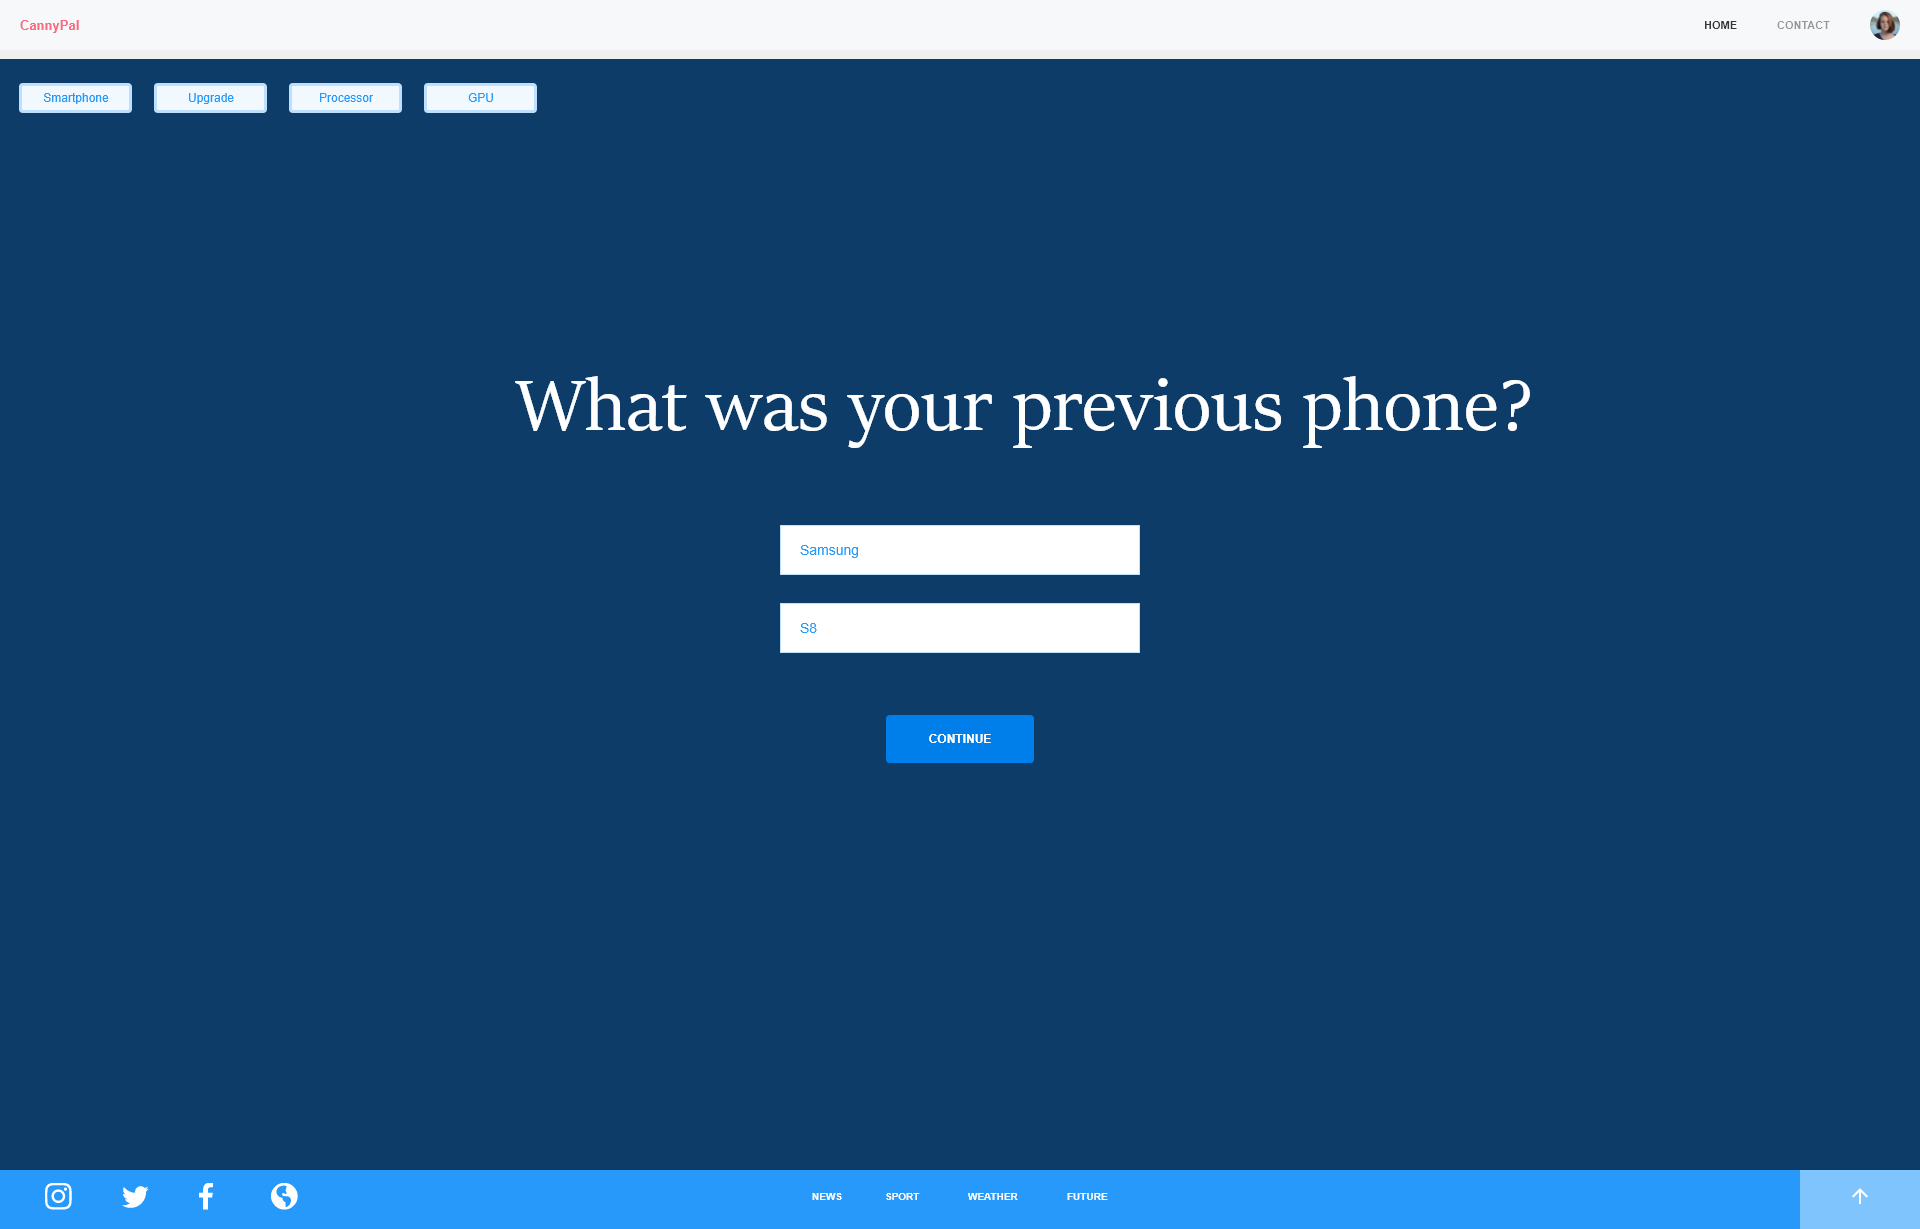 CannyPal
HOME
CONTACT
Smartphone
Upgrade
Processor
GPU
What was your previous phone?
Samsung
S8
CONTINUE
NEWS
SPORT
WEATHER
FUTURE